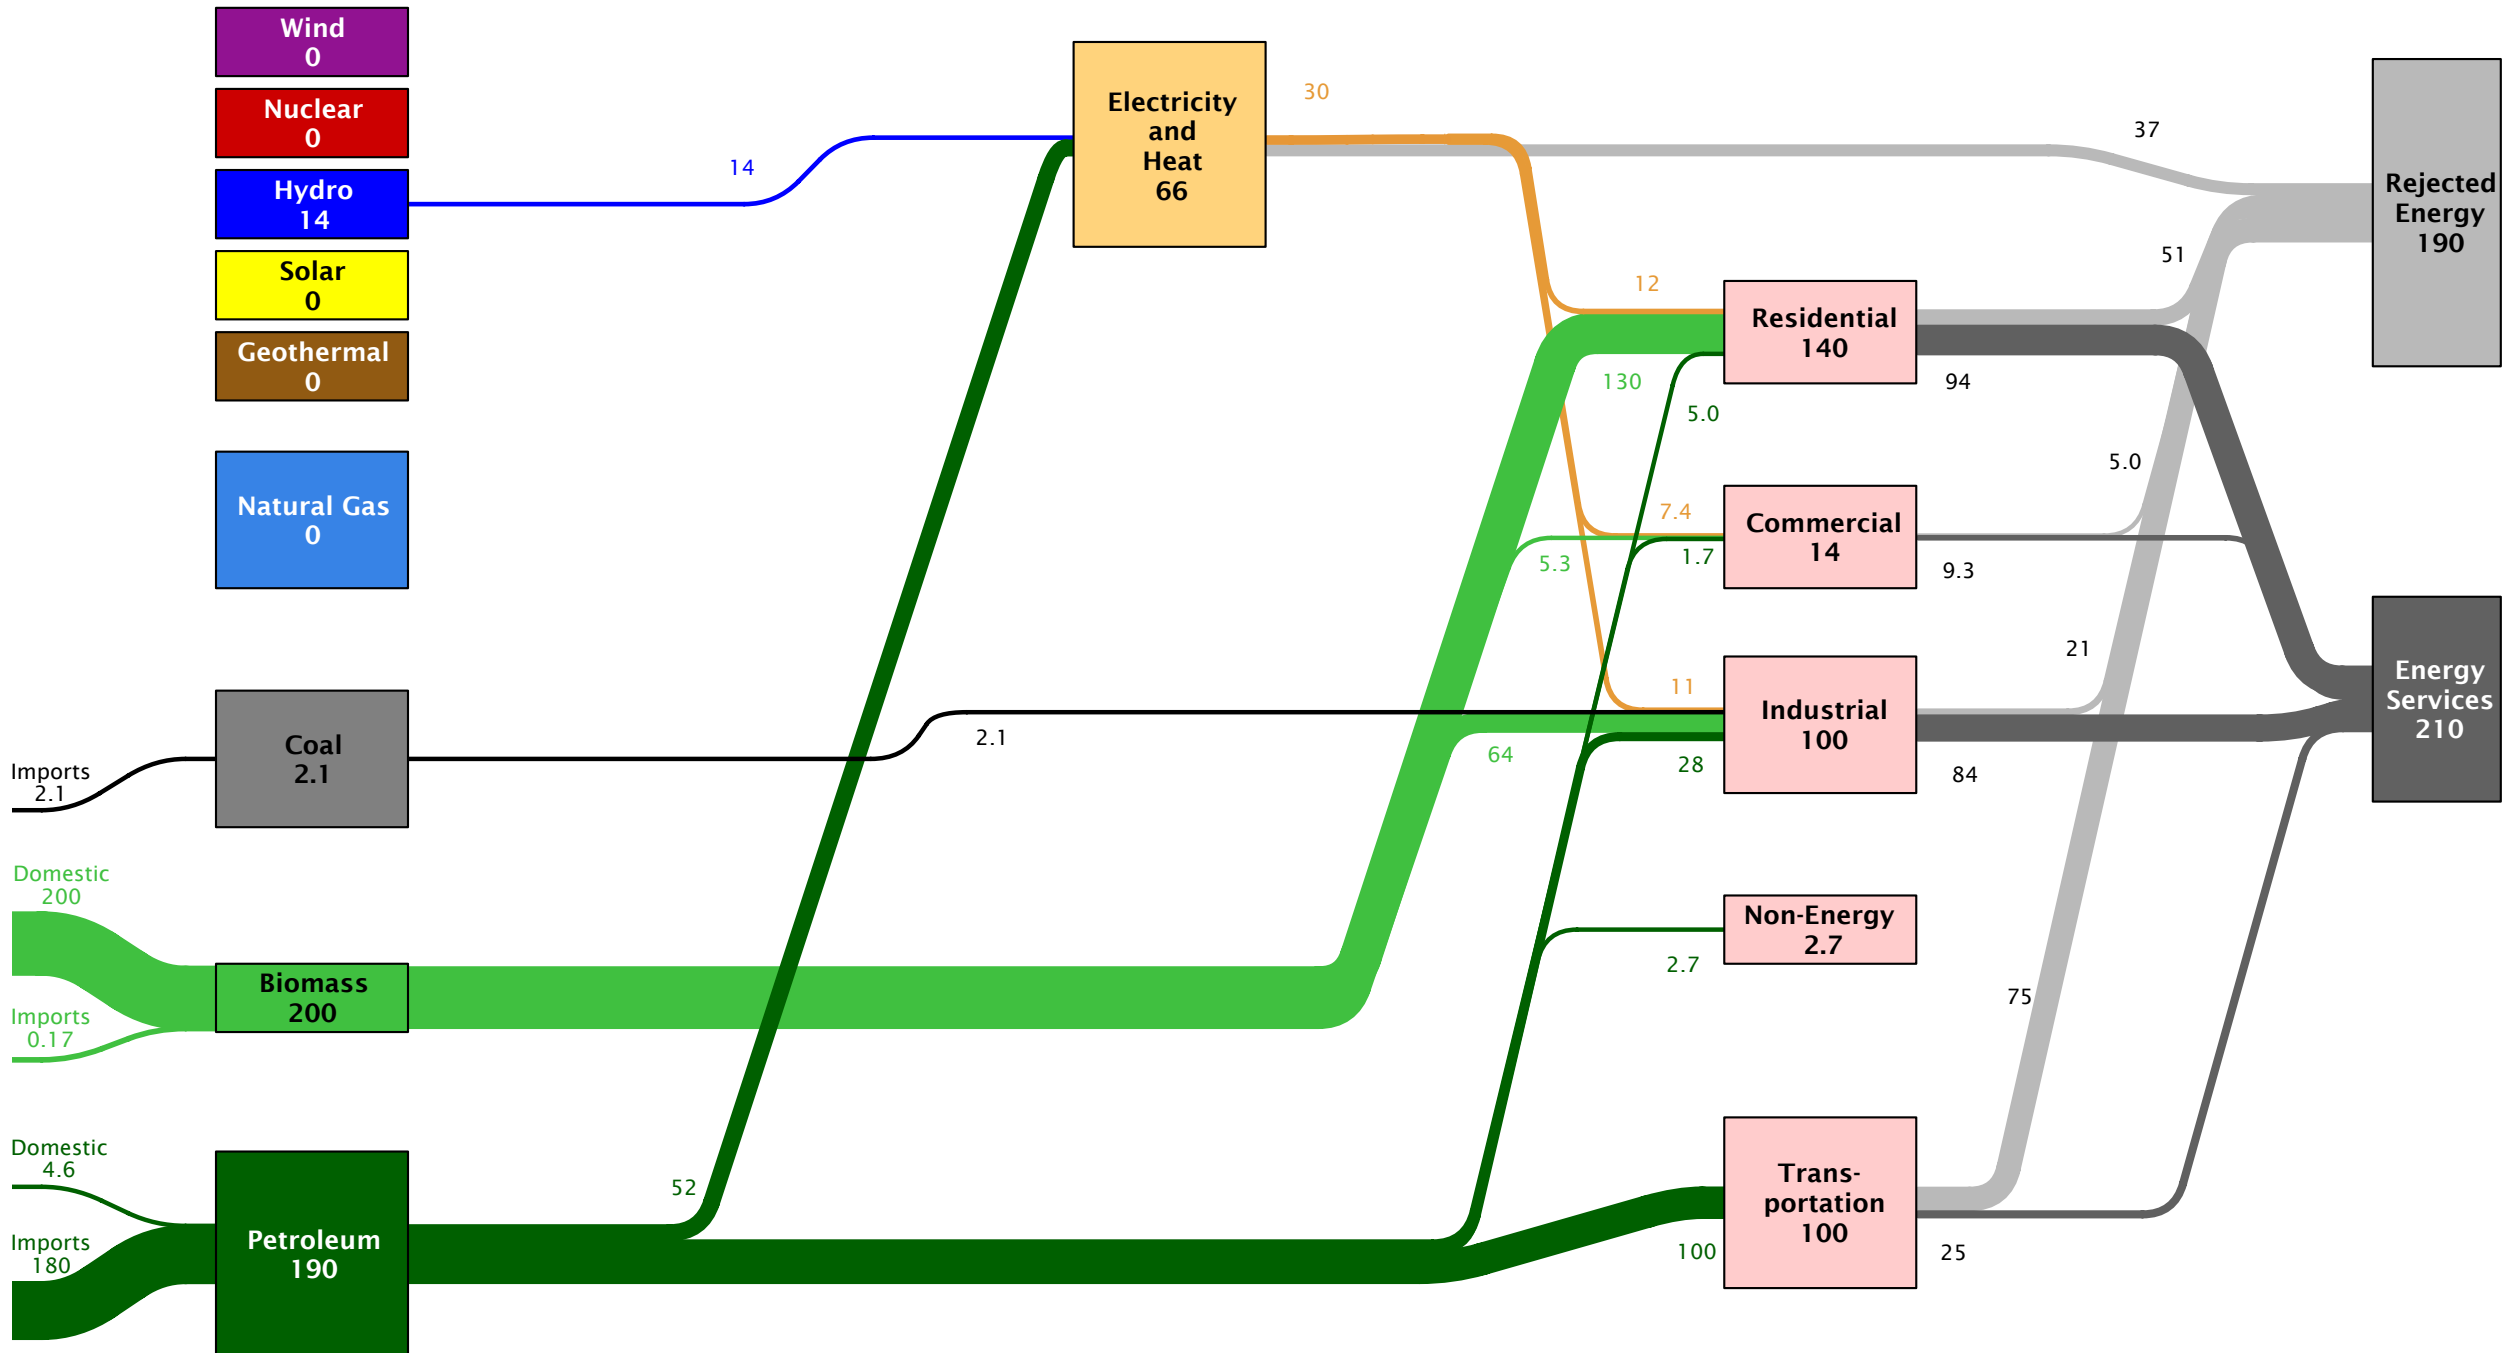 Wind
0
Nuclear
0
Hydro
14
Solar
0
Geothermal
0
Natural Gas
0
Coal
2.1
Imports
2.1
Domestic
200
Biomass
200
Imports
0.17
Domestic
4.6
Imports
180
Petroleum
190
14
52
2.1
Electricity
and
Heat
66
30
37
12
130
5.0
Residential
140
51
94
7.4
5.3
1.7
Commercial
14
5.0
9.3
11
64
28
Industrial
100
21
84
2.7
Non-Energy
2.7
75
100
Trans-
portation
100
25
Rejected
Energy
190
Energy
Services
210